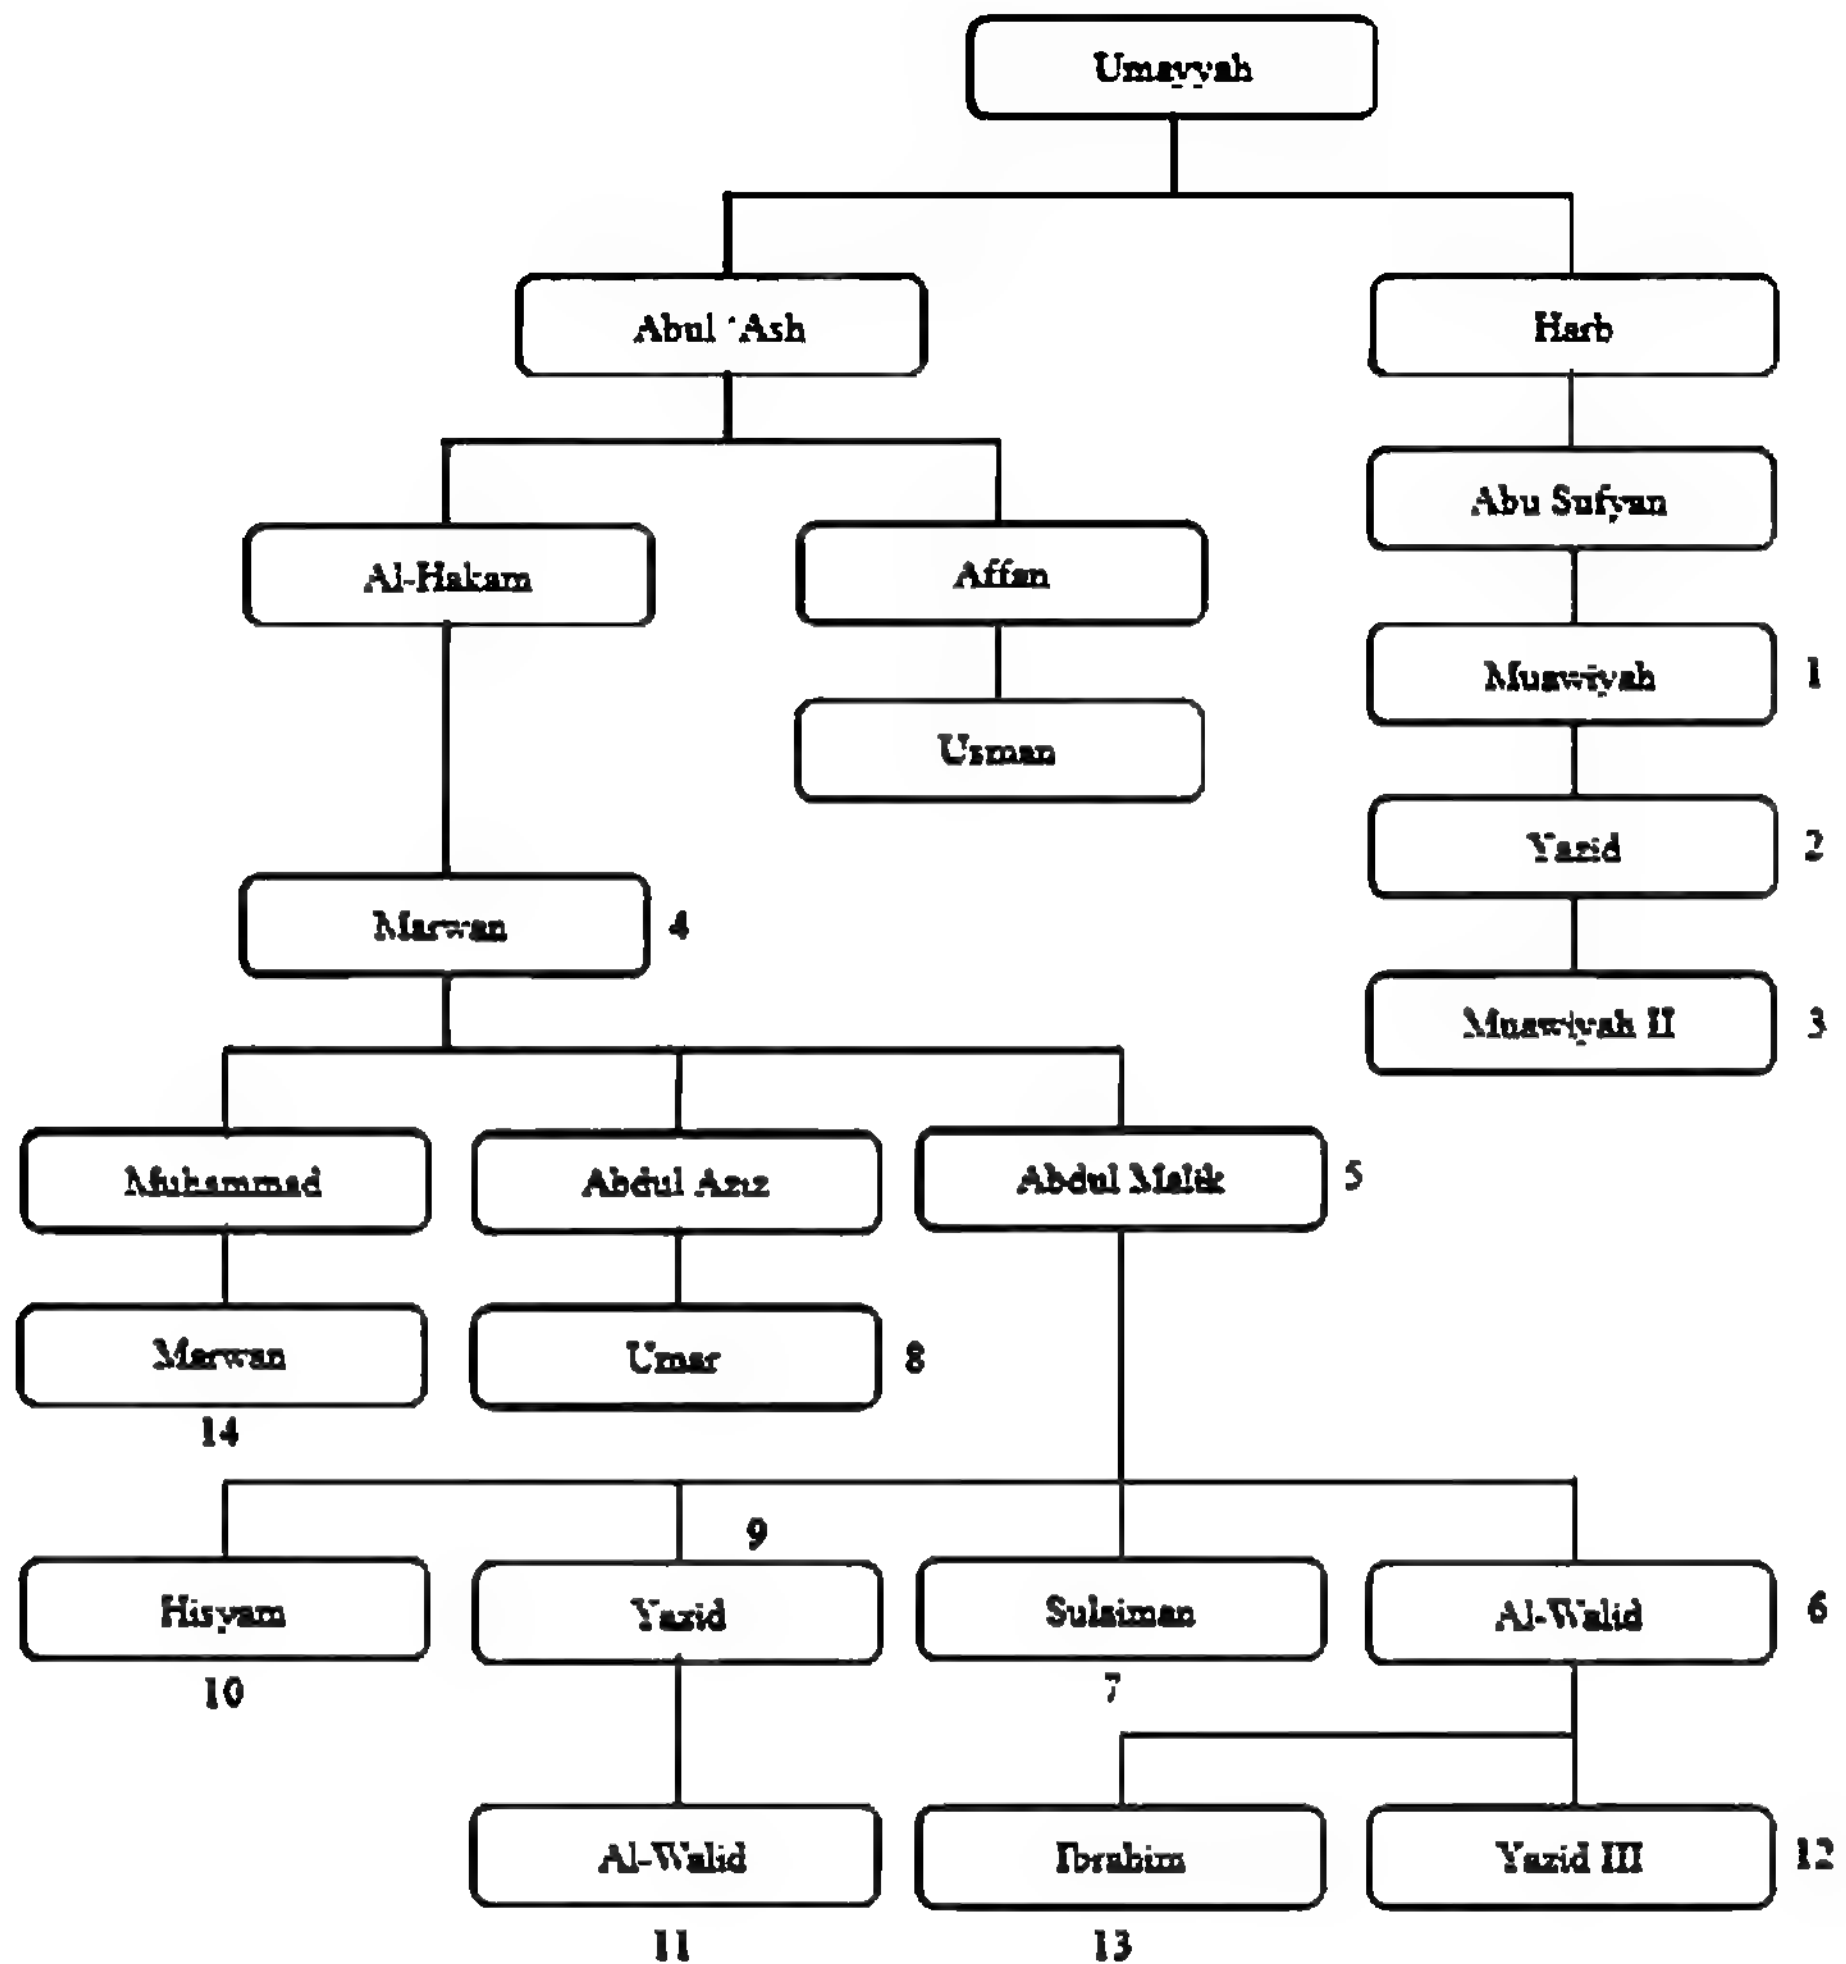 Umayyah
Abul 'Ash
Harb
Abu Sufyan
Al-Hakam
Affan
Muawiyah
1
Usman
Yazid
2
Marwan
4
Muawiyah II
3
Muhammad
Abdul Aziz
Abdul Malik
5
Marwan
Umar
8
14
9
Hisyam
Yazid
Sulaiman
Al-Walid
6
10
7
Al-Walid
Ibrahim
Yazid III
12
11
13